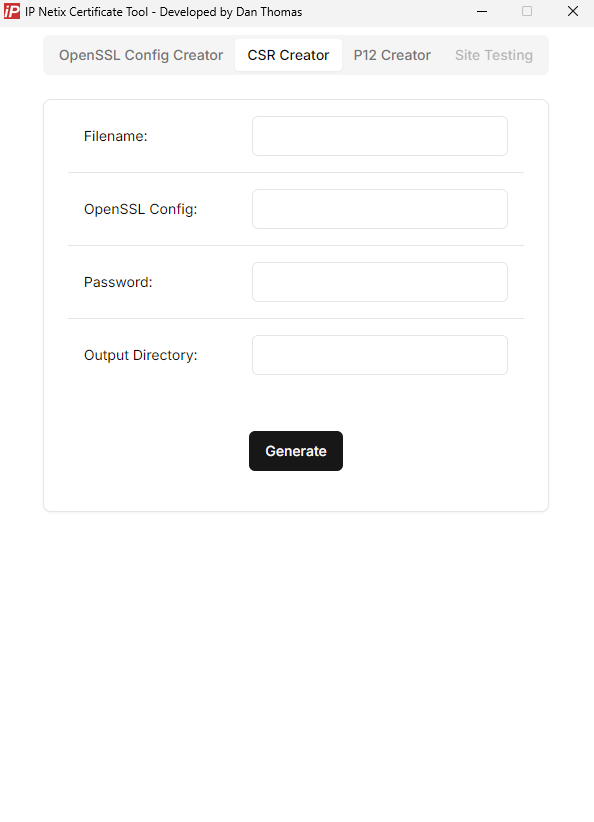 iP IP Netix Certificate Tool - Developed by Dan Thomas
OpenSSL Config Creator CSR Creator P12 Creator Site Testing
Filename:
OpenSSL Config:
Password:
Output Directory:
Generate